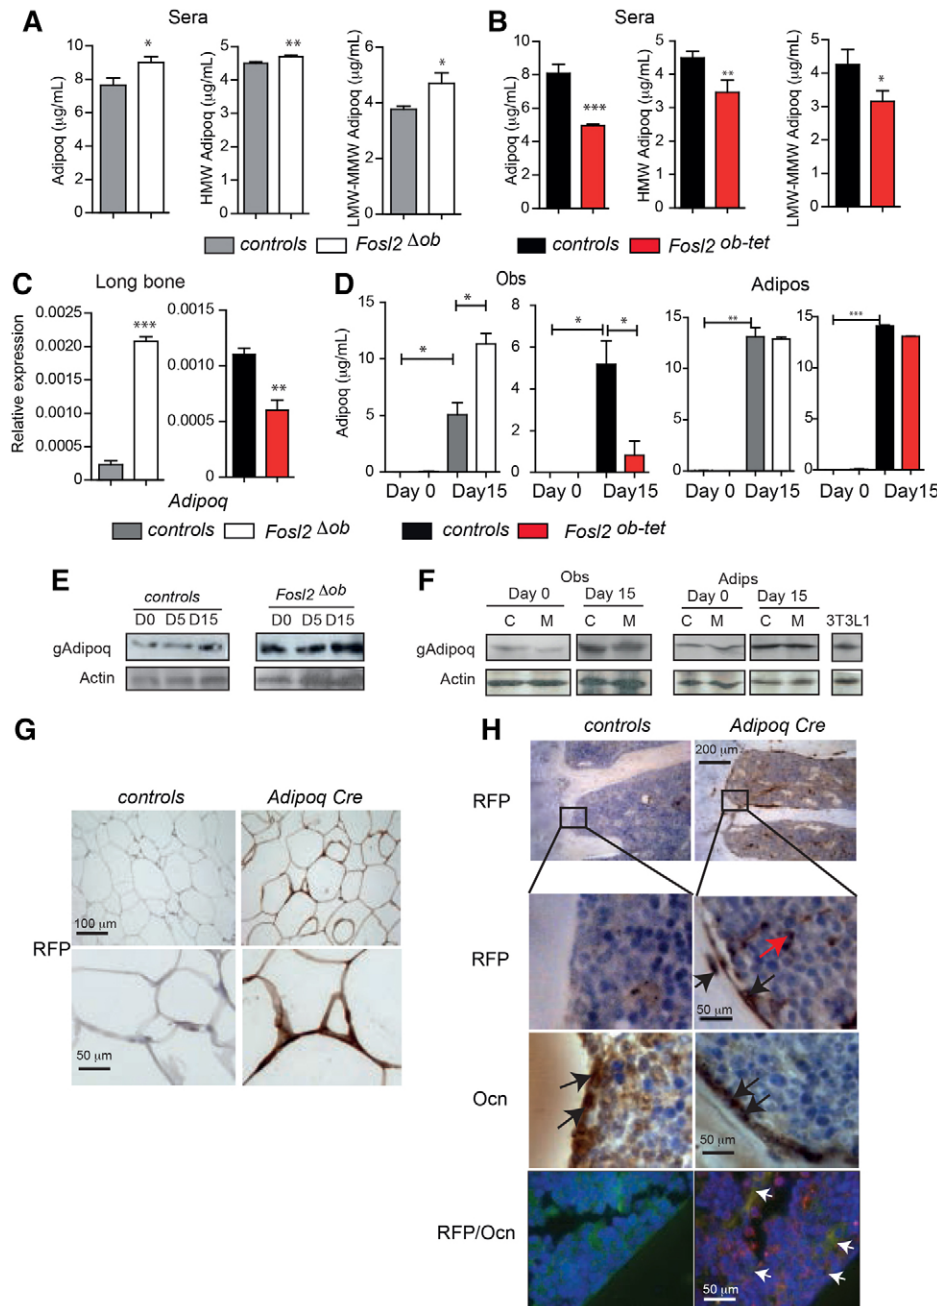 A
Sera
Adipoq (µg/mL)
10
8
6
4
2
0
*
HMW Adipoq (µg/mL)
5
4
3
2
1
0
**
LMW-MMW Adipoq (µg/mL)
6
4
2
0
*
controls Fosl2 Δob
B
Sera
Adipoq (µg/mL)
10
8
6
4
2
0
***
HMW Adipoq (µg/mL)
5
4
3
2
1
0
**
LMW-MMW Adipoq (µg/mL)
5
4
3
2
1
0
*
controls Fosl2 ob-tet
C
Long bone
Relative expression
0.0025
0.0020
0.0010
0.0010
0.0005
0
***
0.0015
0.0010
0.0005
0
**
Adipoq
controls Fosl2 Δob
D
Obs
Adipos
Adipoq (µg/mL)
15
10
5
0
*
*
Day 0 Day15
8
6
4
2
0
*
*
Day 0 Day15
15
10
5
0
**
Day 0 Day15
15
10
5
0
***
Day 0 Day15
controls Fosl2 ob-tet
E
controls
Fosl2 Δob
D0 D5 D15
D0 D5 D15
gAdipoq
Actin
F
Obs
Adips
Day 0 Day 15 Day 0 Day 15
C M C M C M C M 3T3L1
gAdipoq
Actin
G
controls Adipoq Cre
RFP
100 µm
50 µm
H
controls Adipoq Cre
RFP
200 µm
RFP
50 µm
Ocn
50 µm
RFP/Ocn
50 µm